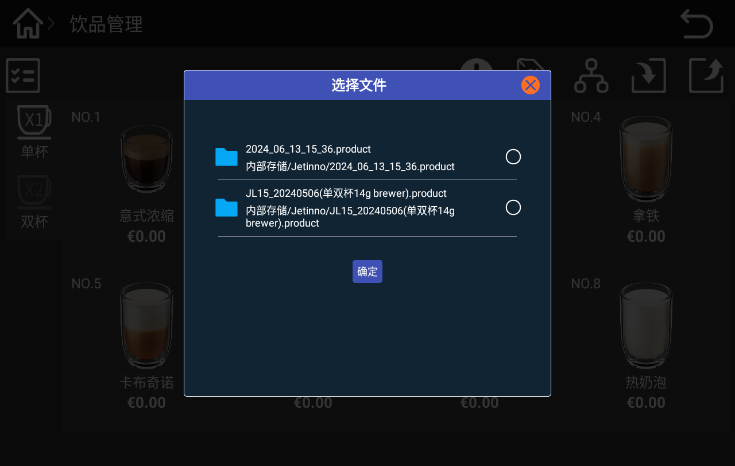 饮品管理
选择文件
X1
单杯
X2
双杯
NO.1
意式浓缩
€0.00
NO.4
拿铁
€0.00
2024_06_13_15_36.product
内部存储/Jetinno/2024_06_13_15_36.product
JL15_20240506(单双杯14g brewer).product
内部存储/Jetinno/JL15_20240506(单双杯14g
brewer).product
确定
NO.5
卡布奇诺
€0.00
€0.00
€0.00
NO.8
热奶泡
€0.00